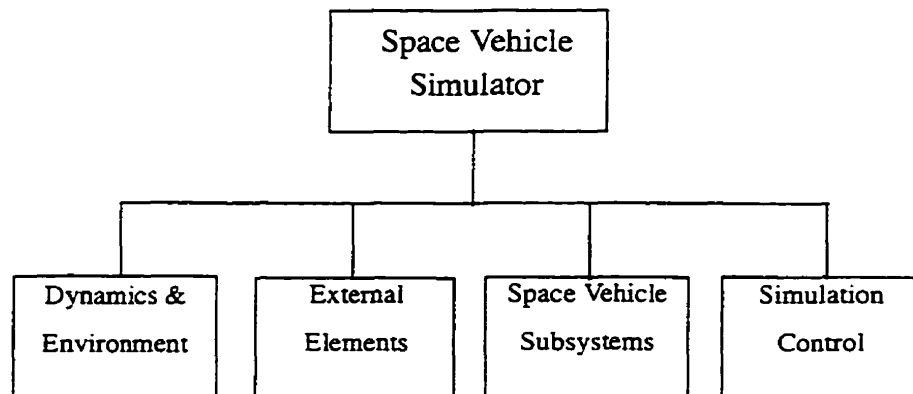 Space Vehicle
Simulator
Dynamics &
Environment
External
Elements
Space Vehicle
Subsystems
Simulation
Control